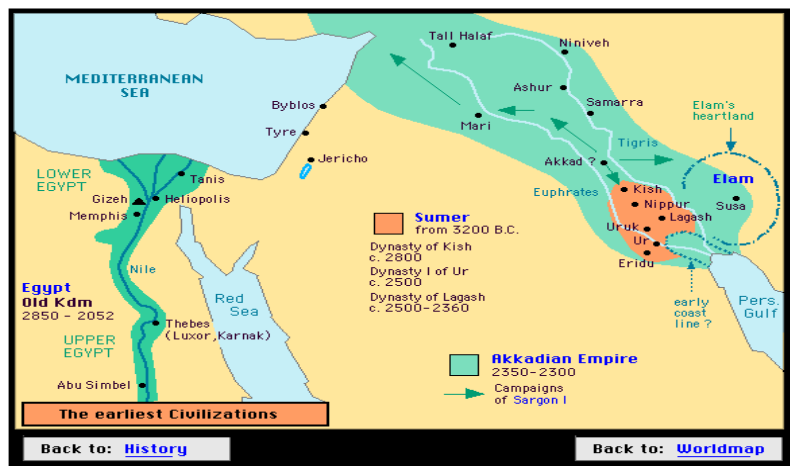 Tall Halaf
Niniveh
MEDITERRANEAN
SEA
Ashur
Samarra
Byblos
Mari
Elam's
heartland
Tyre
Tigris
Jericho
Akkad ?
LOWER
EGYPT
Tanis
Elam
Gizeh
Heliopolis
Euphrates
Kish
Memphis
Nippur
Susa
Sumer
from 3200 B.C.
Lagash
Uruk
Ur
Dynasty of Kish
c. 2800
Eridu
Dynasty I of Ur
c. 2500
Dynasty of Lagash
c. 2500-2360
Nile
Egypt
Old Kdm
2850 - 2052
Red
Sea
early
coast
line ?
Pers.
Gulf
Thebes
(Luxor,Karnak)
UPPER
EGYPT
Akkadian Empire
2350-2300
Abu Simbel
Campaigns
of Sargon I
The earliest Civilizations
Back to: History
Back to: Worldmap